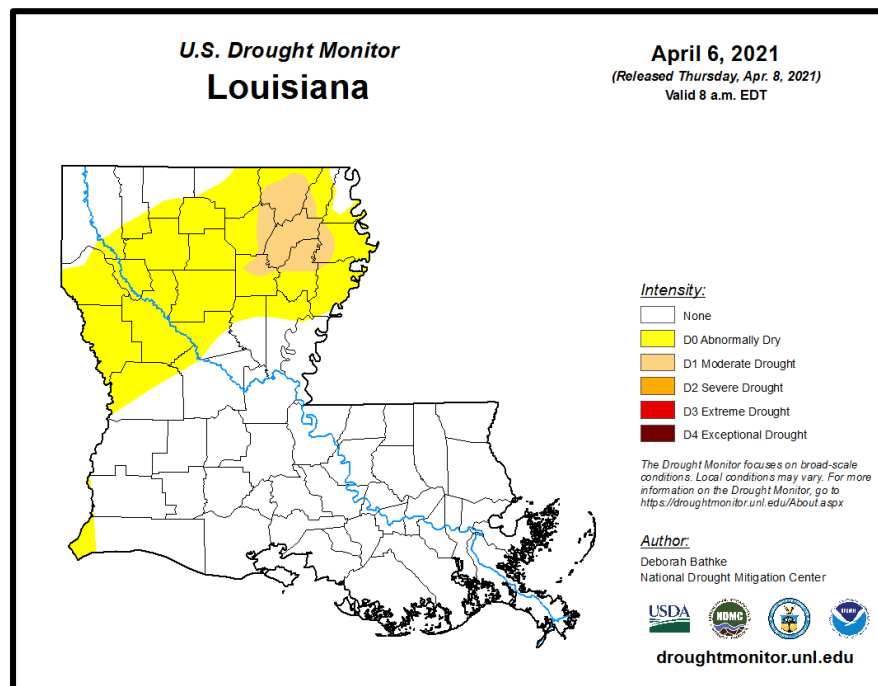 U.S. Drought Monitor
Louisiana
April 6, 2021
(Released Thursday, Apr. 8, 2021)
Valid 8 a.m. EDT
Intensity:
None
D0 Abnormally Dry
D1 Moderate Drought
D2 Severe Drought
D3 Extreme Drought
D4 Exceptional Drought
The Drought Monitor focuses on broad-scale
conditions. Local conditions may vary. For more
information on the Drought Monitor, go to
https://droughtmonitor.unl.edu/About.aspx
Author:
Deborah Bathke
National Drought Mitigation Center
USDA
NDMC
droughtmonitor.unl.edu